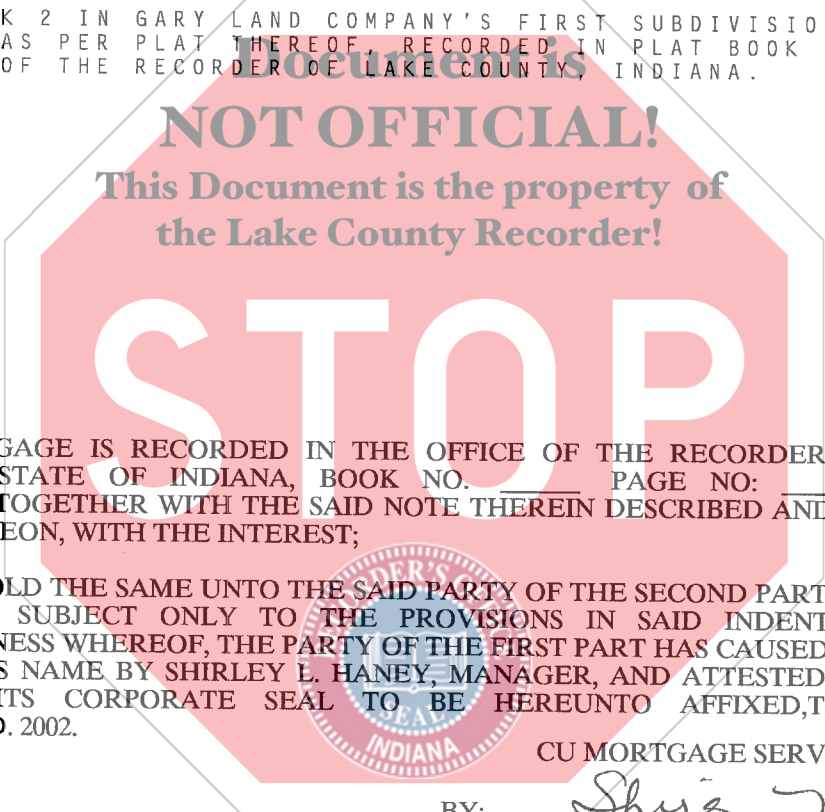 K 2 IN GARY LAND COMPANY'S FIRST SUBDIVISIO
AS PER PLAT THEREOF, RECORDED IN PLAT BOOK
OF THE RECORDER OF LAKE COUNTY, INDIANA.
Document is
NOT OFFICIAL!
This Document is the property of
the Lake County Recorder!
STOP
GAGE IS RECORDED IN THE OFFICE OF THE RECORDER
STATE OF INDIANA, BOOK NO. ______ PAGE NO: ___
TOGETHER WITH THE SAID NOTE THEREIN DESCRIBED AND
EON, WITH THE INTEREST;
OLD THE SAME UNTO THE SAID PARTY OF THE SECOND PART
SUBJECT ONLY TO THE PROVISIONS IN SAID INDENT
NESS WHEREOF, THE PARTY OF THE FIRST PART HAS CAUSED
S NAME BY SHIRLEY L. HANEY, MANAGER, AND ATTESTED
ITS CORPORATE SEAL TO BE HEREUNTO AFFIXED,T
D. 2002.
SEAL
INDIANA
CU MORTGAGE SERV
BY: